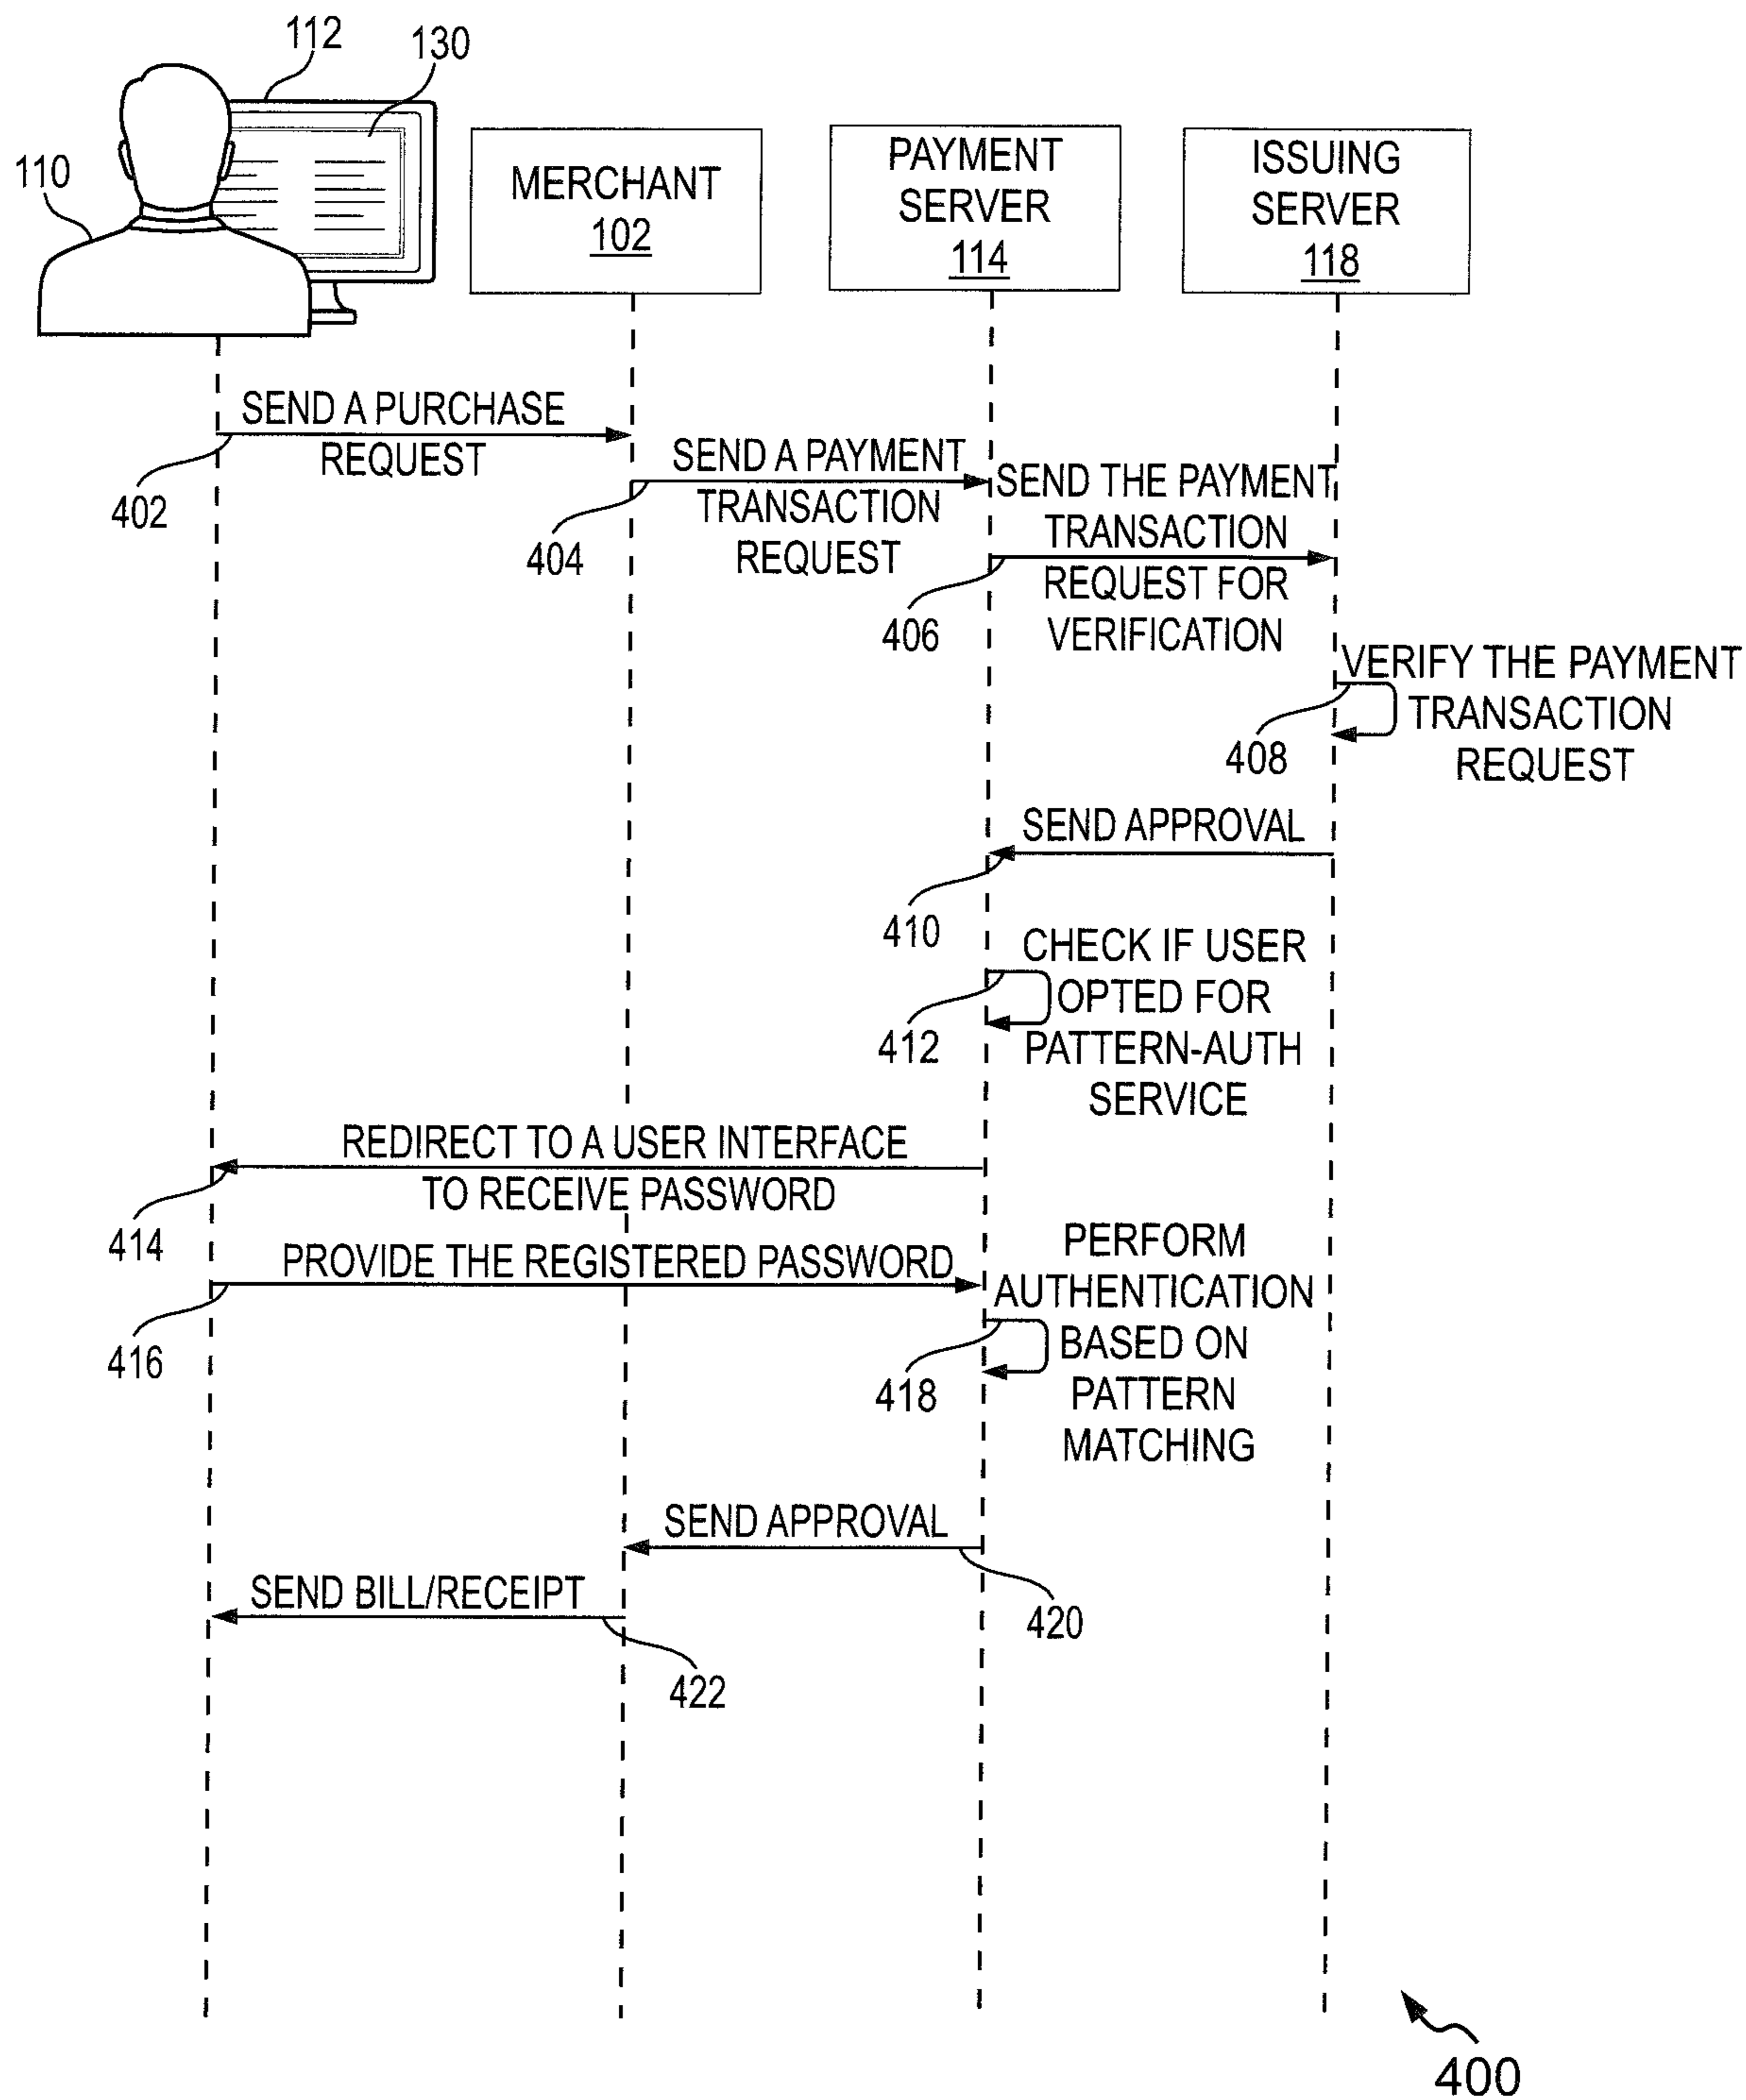 112
130
110
MERCHANT
102
PAYMENT
SERVER
114
ISSUING
SERVER
118
SEND A PURCHASE
REQUEST
402
SEND A PAYMENT
TRANSACTION
REQUEST
404
SEND THE PAYMENT
TRANSACTION
REQUEST FOR
VERIFICATION
406
VERIFY THE PAYMENT
TRANSACTION
REQUEST
408
SEND APPROVAL
410
CHECK IF USER
OPTED FOR
PATTERN-AUTH
SERVICE
412
REDIRECT TO A USER INTERFACE
TO RECEIVE PASSWORD
414
PROVIDE THE REGISTERED PASSWORD
416
PERFORM
AUTHENTICATION
BASED ON
PATTERN
MATCHING
418
SEND APPROVAL
420
SEND BILL/RECEIPT
422
400